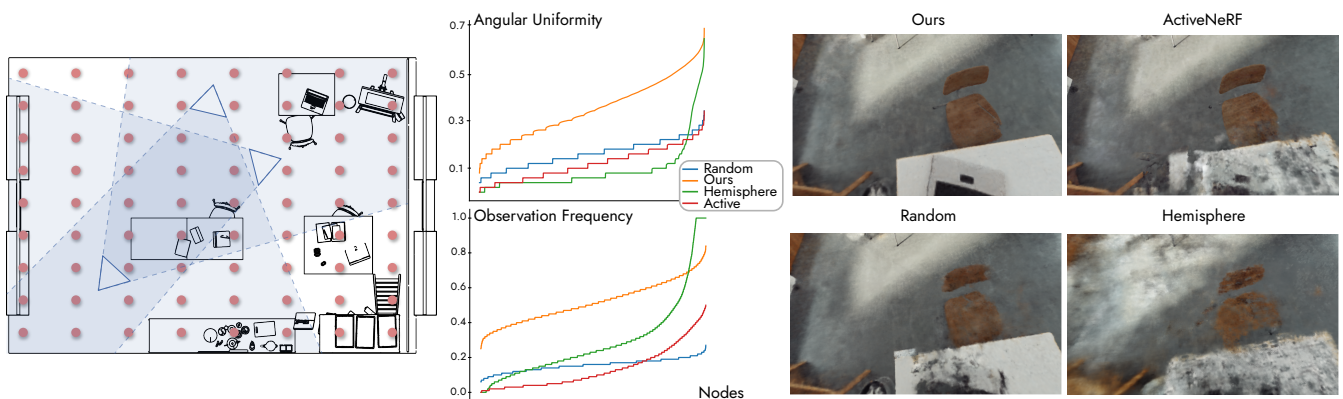 Angular Uniformity
0.7
0.5
0.3
0.1
Random
Ours
Hemisphere
Active
Observation Frequency
1.0
0.8
0.6
0.4
0.2
0.0
Nodes
Ours
ActiveNeRF
Random
Hemisphere